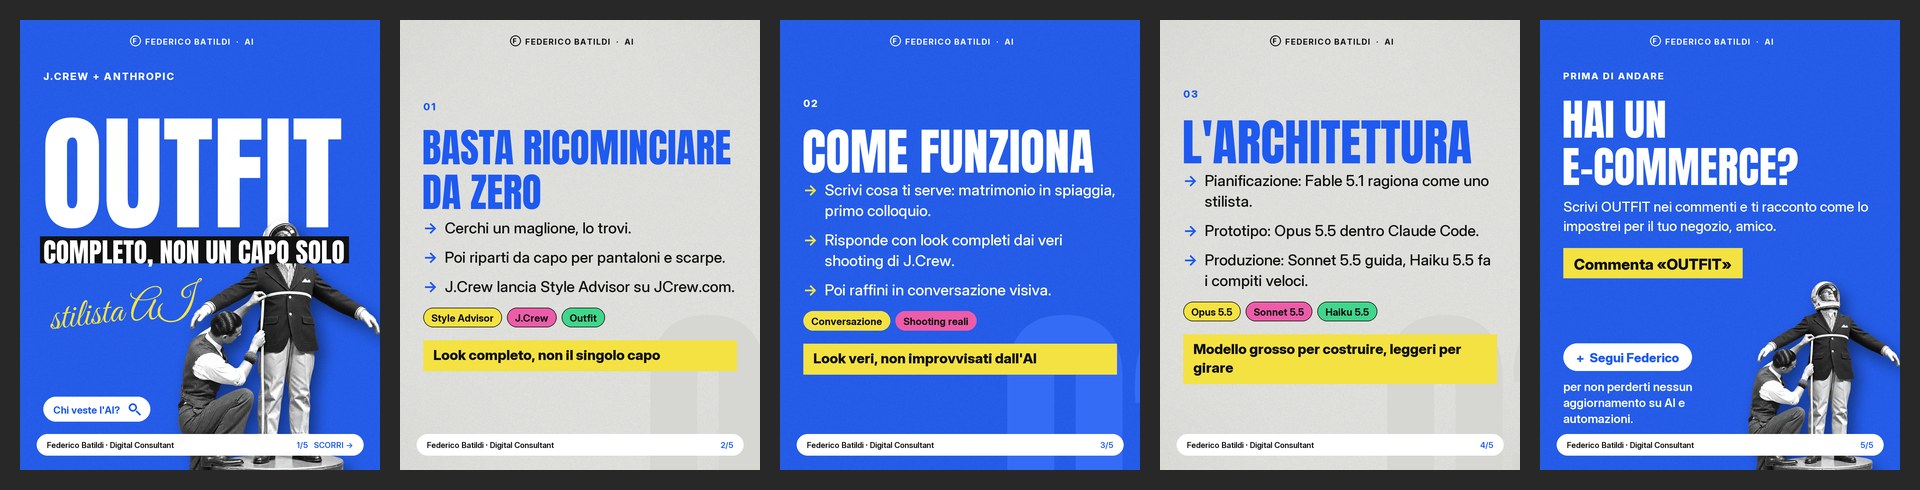 F FEDERICO BATILDI · AI
J.CREW + ANTHROPIC
OUTFIT
COMPLETO, NON UN CAPO SOLO
stilista AI
Chi veste l'AI?
Federico Batildi · Digital Consultant
1/5 SCORRI →
F FEDERICO BATILDI · AI
01
BASTA RICOMINCIARE
DA ZERO
→ Cerchi un maglione, lo trovi.
→ Poi riparti da capo per pantaloni e scarpe.
→ J.Crew lancia Style Advisor su JCrew.com.
Style Advisor J.Crew Outfit
Look completo, non il singolo capo
Federico Batildi · Digital Consultant
2/5
F FEDERICO BATILDI · AI
02
COME FUNZIONA
→ Scrivi cosa ti serve: matrimonio in spiaggia,
primo colloquio.
→ Risponde con look completi dai veri
shooting di J.Crew.
→ Poi raffini in conversazione visiva.
Conversazione Shooting reali
Look veri, non improvvisati dall'AI
Federico Batildi · Digital Consultant
3/5
F FEDERICO BATILDI · AI
03
L'ARCHITETTURA
→ Pianificazione: Fable 5.1 ragiona come uno
stilista.
→ Prototipo: Opus 5.5 dentro Claude Code.
→ Produzione: Sonnet 5.5 guida, Haiku 5.5 fa
i compiti veloci.
Opus 5.5 Sonnet 5.5 Haiku 5.5
Modello grosso per costruire, leggeri per
girare
Federico Batildi · Digital Consultant
4/5
F FEDERICO BATILDI · AI
PRIMA DI ANDARE
HAI UN
E-COMMERCE?
Scrivi OUTFIT nei commenti e ti racconto come lo
imposterei per il tuo negozio, amico.
Commenta «OUTFIT»
+ Segui Federico
per non perderti nessun
aggiornamento su AI e
automazioni.
Federico Batildi · Digital Consultant
5/5